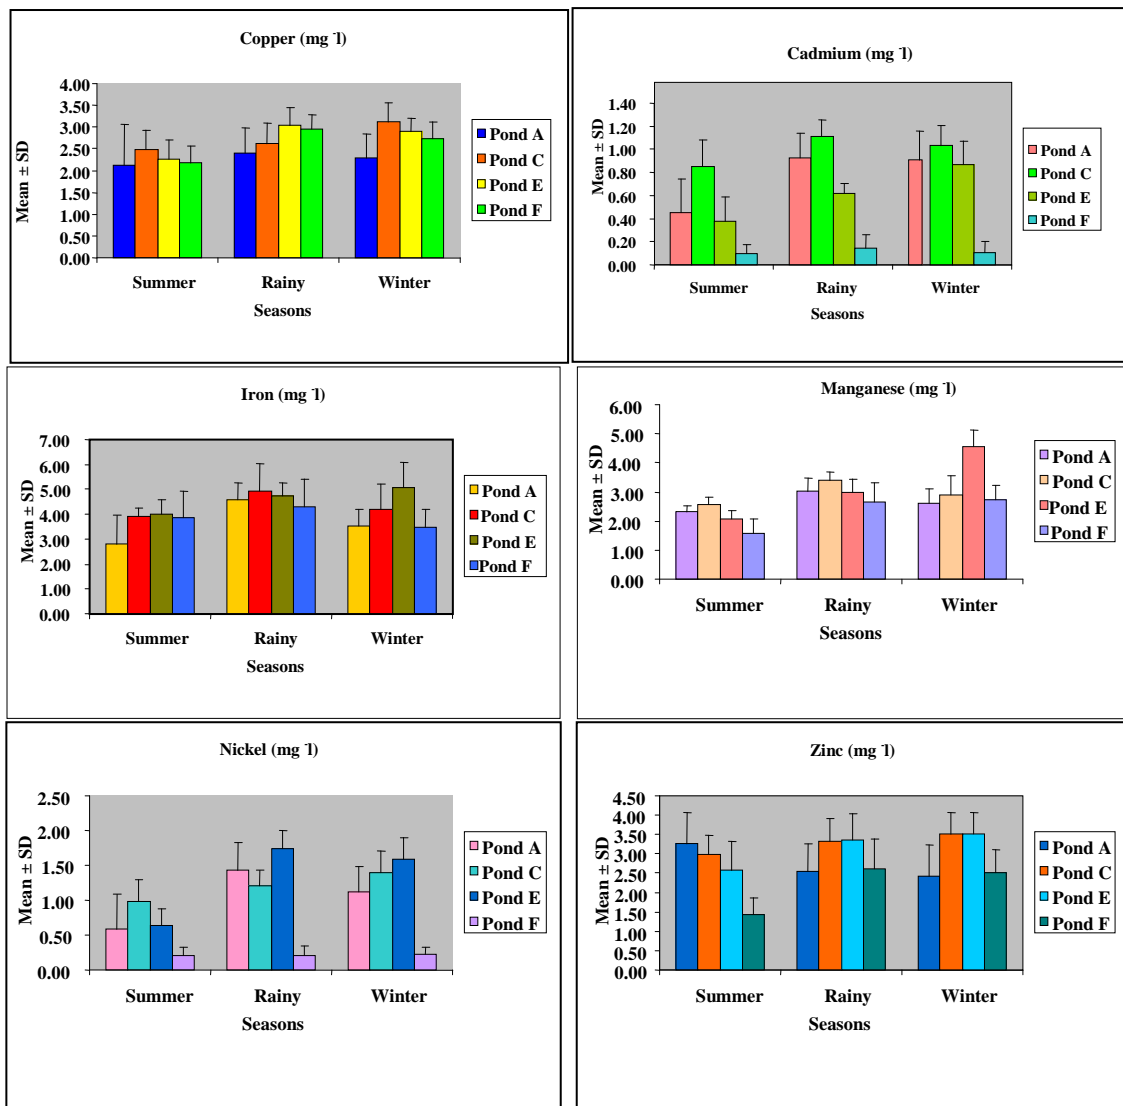 Copper (mg ⁻l)
4.00
3.50
3.00
2.50
2.00
1.50
1.00
0.50
0.00
Mean ± SD
Summer Rainy Winter
Seasons
Pond A
Pond C
Pond E
Pond F
Cadmium (mg ⁻l)
1.40
1.20
1.00
0.80
0.60
0.40
0.20
0.00
Mean ± SD
Summer Rainy Winter
Seasons
Pond A
Pond C
Pond E
Pond F
Iron (mg ⁻l)
7.00
6.00
5.00
4.00
3.00
2.00
1.00
0.00
Mean ± SD
Summer Rainy Winter
Seasons
Pond A
Pond C
Pond E
Pond F
Manganese (mg ⁻l)
6.00
5.00
4.00
3.00
2.00
1.00
0.00
Mean ± SD
Summer Rainy Winter
Seasons
Pond A
Pond C
Pond E
Pond F
Nickel (mg ⁻l)
2.50
2.00
1.50
1.00
0.50
0.00
Mean ± SD
Summer Rainy Winter
Seasons
Pond A
Pond C
Pond E
Pond F
Zinc (mg ⁻l)
4.50
4.00
3.50
3.00
2.50
2.00
1.50
1.00
0.50
0.00
Mean ± SD
Summer Rainy Winter
Seasons
Pond A
Pond C
Pond E
Pond F